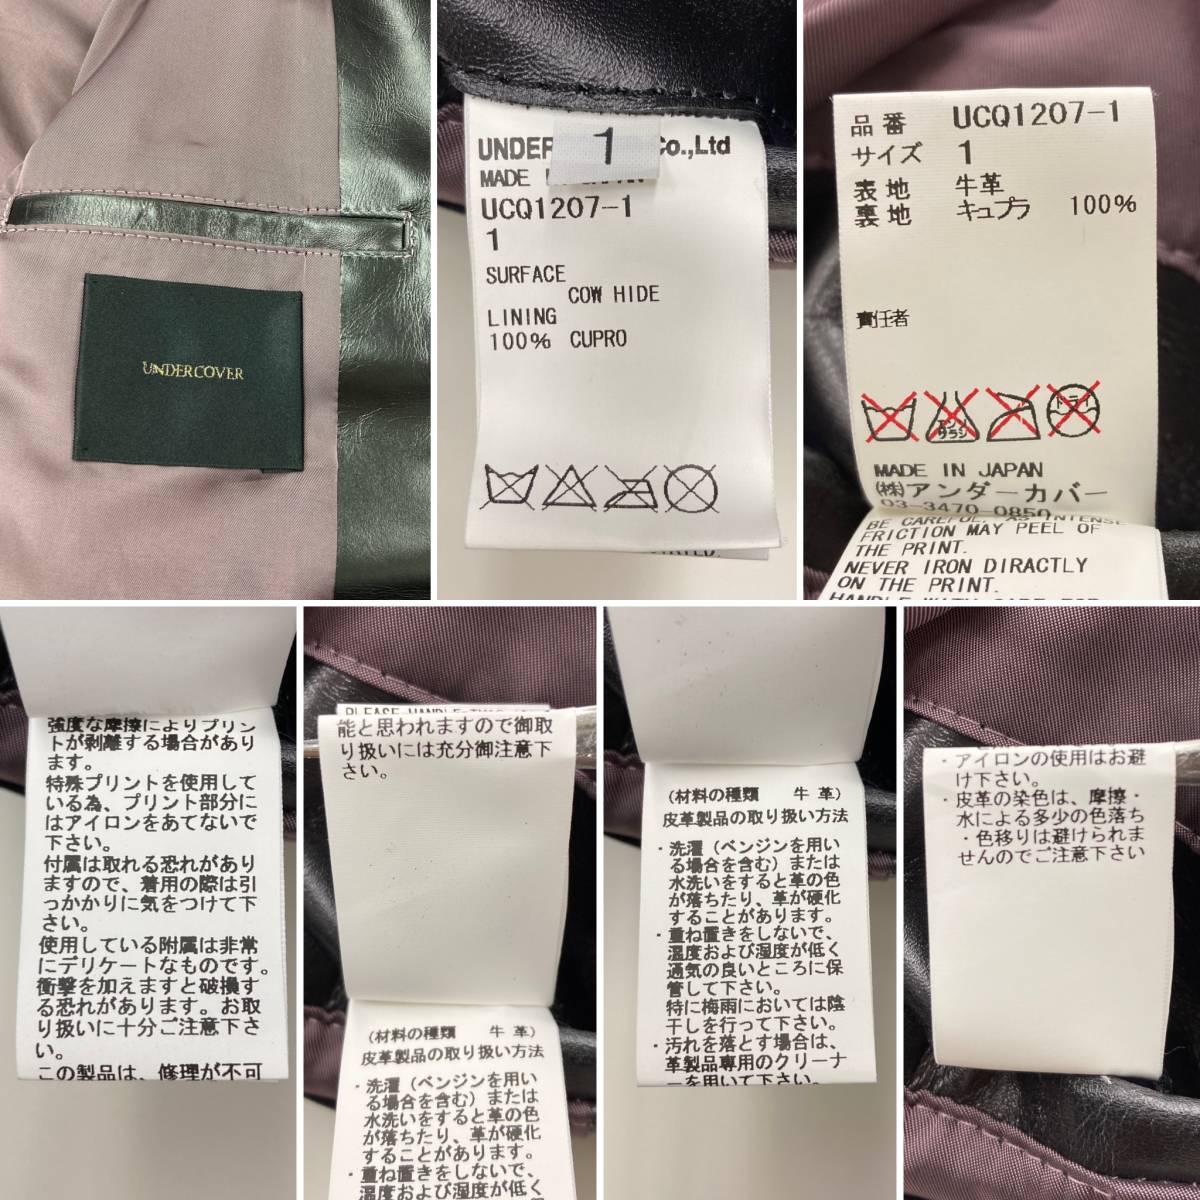 UNDERCOVER
UNDER Co.,Ltd
1
MADE
UCQ1207-1
1
SURFACE
COW HIDE
LINING
100% CUPRO
品番 UCQ1207-1
サイズ 1
表地 牛革
裏地 キュプラ 100%
責任者
エンソ
ドライ
MADE IN JAPAN
(株)アンダーカバー
03-3470-0850
BE CAREFUL, AS INTENSE
FRICTION MAY PEEL OF
THE PRINT.
NEVER IRON DIRACTLY
ON THE PRINT.
HANDLE WITH CARE FOR
強度な摩擦によりプリン
トが剥離する場合があり
ます。
特殊プリントを使用して
いる為、プリント部分に
はアイロンをあてないで
下さい。
付属は取れる恐れがあり
ますので、着用の際は引
っかかりに気をつけて下
さい。
使用している附属は非常
にデリケートなものです。
衝撃を加えますと破損す
る恐れがあります。お取
り扱いに十分ご注意下さ
い。
この製品は、修理が不可
PLEASE HANDLE
能と思われますので御取
り扱いには充分御注意下
さい。
(材料の種類 牛革)
皮革製品の取り扱い方法
・洗濯(ベンジンを用い
る場合を含む)または
水洗いをすると革の色
が落ちたり、革が硬化
することがあります。
・重ね置きをしないで、
温度および湿度が低く
(材料の種類 牛革)
皮革製品の取り扱い方法
・洗濯(ベンジンを用い
る場合を含む)または
水洗いをすると革の色
が落ちたり、革が硬化
することがあります。
・重ね置きをしないで、
温度および湿度が低く
通気の良いところに保
管して下さい。
特に梅雨においては陰
干しを行って下さい。
・汚れを落とす場合は、
革製品専用のクリーナ
ーを用いて下さい。
・アイロンの使用はお避
け下さい。
・皮革の染色は、摩擦・
水による多少の色落ち
・色移りは避けられま
せんのでご注意下さい